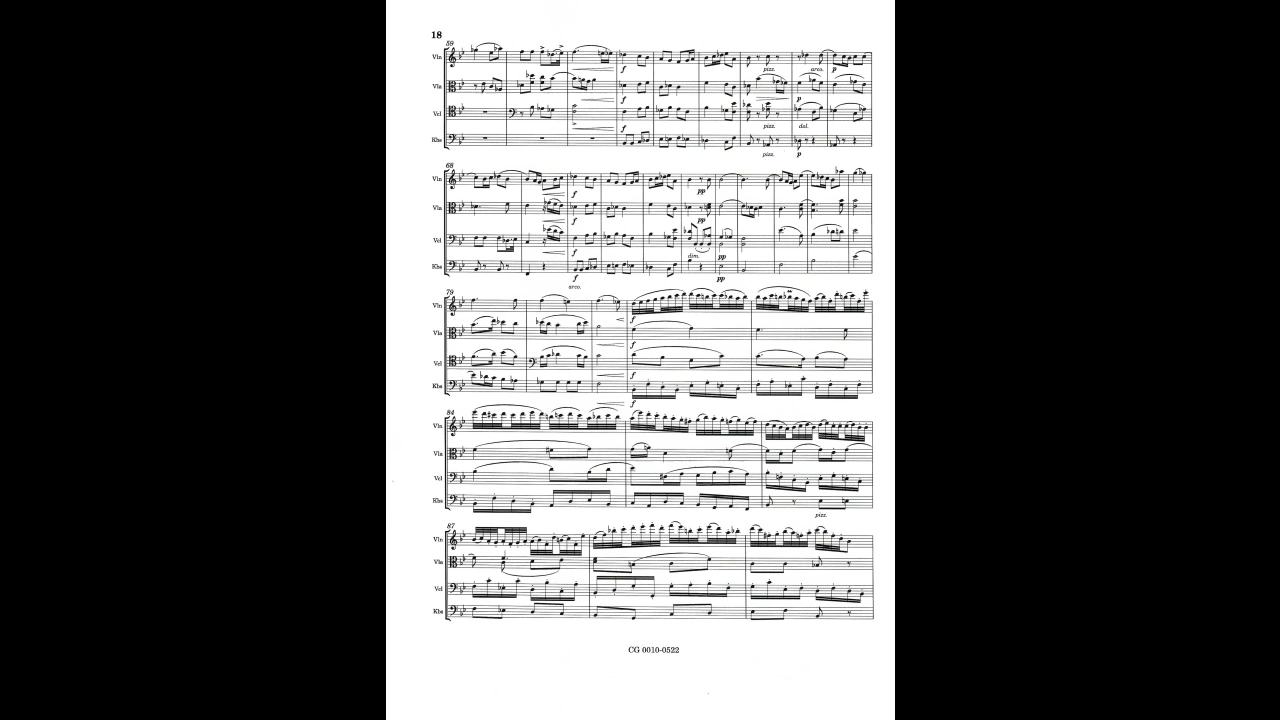 18
59
Vln
f pizz. arco. p
Vla
f p
Vcl
f pizz. dal.
Kbs
pizz. p
68
Vln
f pp
Vla
f pp
Vcl
f dim. pp
Kbs
f pp
arco.
79
Vln
f
Vla
f
Vcl
f
Kbs
f
84
Vln
Vla
Vcl
Kbs
pizz.
87
Vln
Vla
Vcl
Kbs
CG 0010-0522